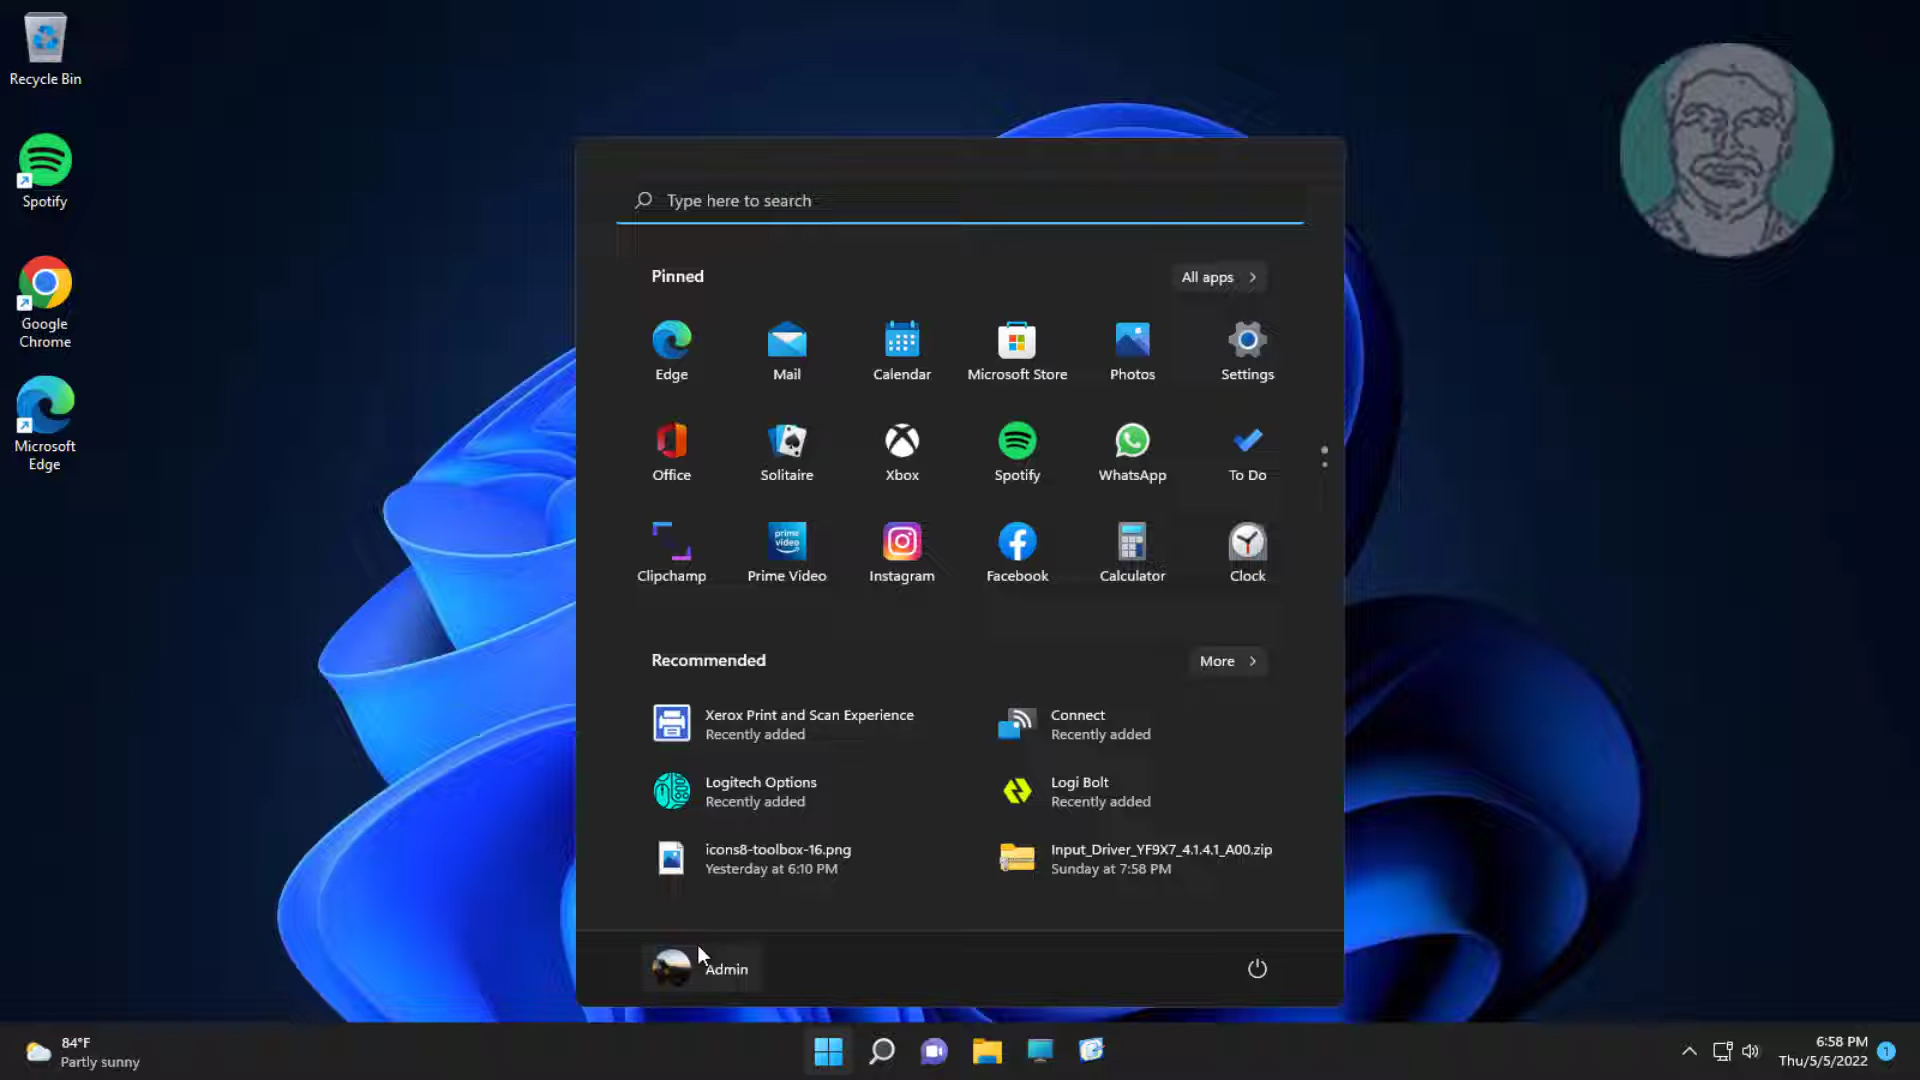 Recycle Bin
Spotify
Google
Chrome
Microsoft
Edge
Type here to search
Pinned
All apps
Edge
Mail
Calendar
Microsoft Store
Photos
Settings
Office
Solitaire
Xbox
Spotify
WhatsApp
To Do
Clipchamp
prime video
Prime Video
Instagram
Facebook
Calculator
Clock
Recommended
More
Xerox Print and Scan Experience
Recently added
Connect
Recently added
Logitech Options
Recently added
Logi Bolt
Recently added
icons8-toolbox-16.png
Yesterday at 6:10 PM
Input_Driver_YF9X7_4.1.4.1_A00.zip
Sunday at 7:58 PM
Admin
84°F
Partly sunny
6:58 PM
Thu/5/5/2022
1